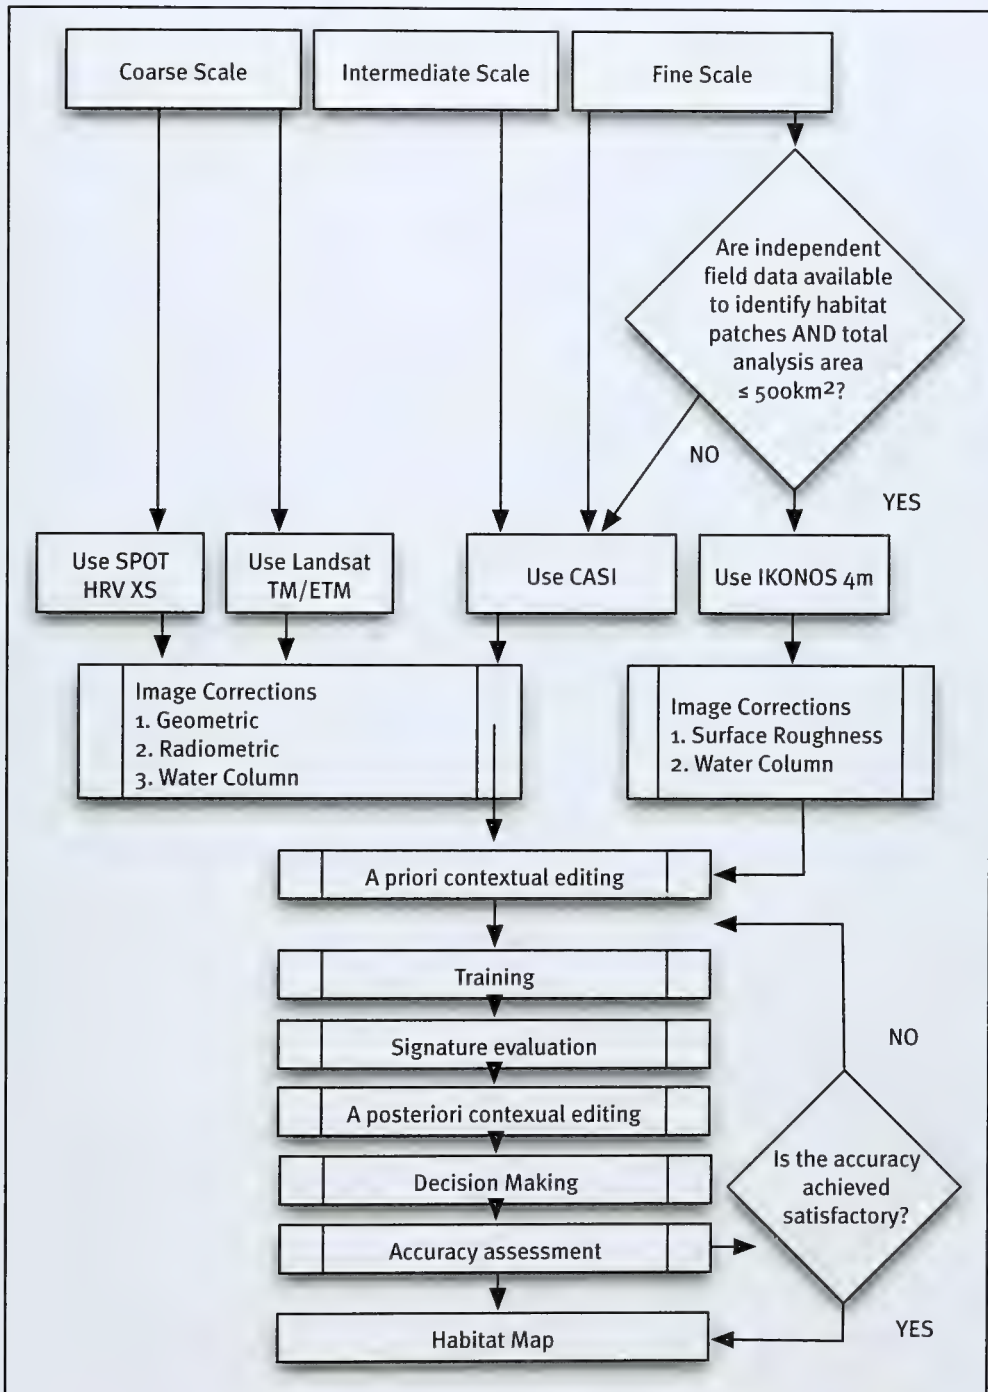 Coarse Scale
Intermediate Scale
Fine Scale
Are independent
field data available
to identify habitat
patches AND total
analysis area
≤ 500km²?
NO
YES
Use SPOT
HRV XS
Use Landsat
TM/ETM
Use CASI
Use IKONOS 4m
Image Corrections
1. Geometric
2. Radiometric
3. Water Column
Image Corrections
1. Surface Roughness
2. Water Column
A priori contextual editing
Training
Signature evaluation
A posteriori contexual editing
Decision Making
Accuracy assessment
Habitat Map
NO
Is the accuracy
achieved
satisfactory?
YES